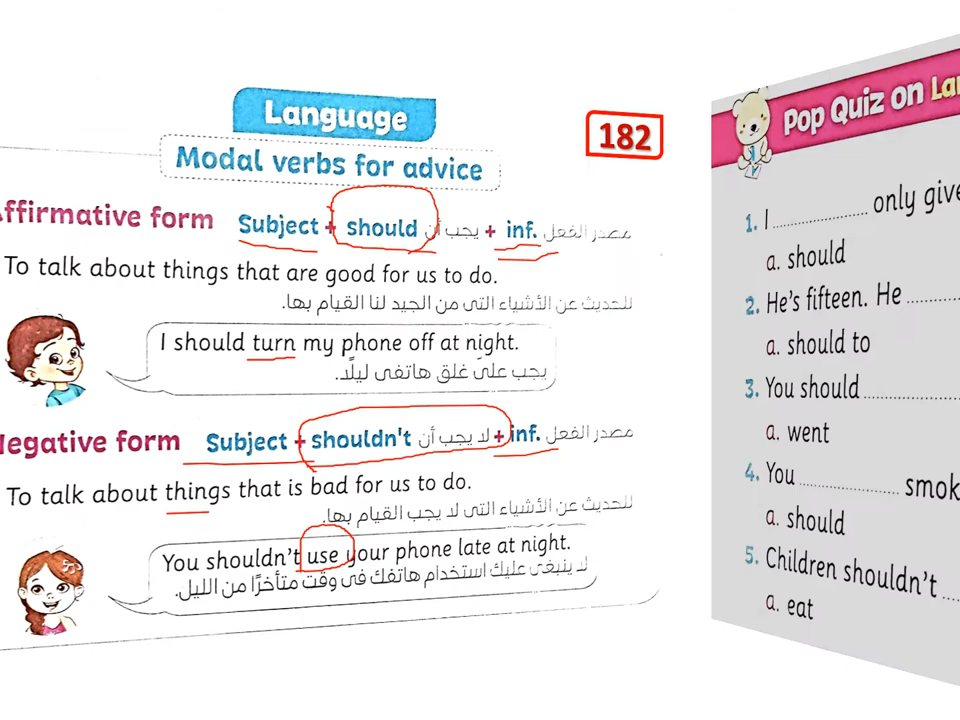 Language
182
Modal verbs for advice
Affirmative form Subject + should يجب أن + inf. مصدر الفعل
To talk about things that are good for us to do.
للحديث عن الأشياء التى من الجيد لنا القيام بها.
I should turn my phone off at night.
يجب علىّ غلق هاتفى ليلًا.
Negative form Subject + shouldn't لا يجب أن + inf. مصدر الفعل
To talk about things that is bad for us to do.
للحديث عن الأشياء التى لا يجب القيام بها.
You shouldn't use your phone late at night.
لا ينبغى عليك استخدام هاتفك فى وقت متأخرًا من الليل.
Pop Quiz on Lan
1. I .................. only give
a. should
2. He's fifteen. He ..........
a. should to
3. You should ..................
a. went
4. You .................. smok
a. should
5. Children shouldn't ....
a. eat